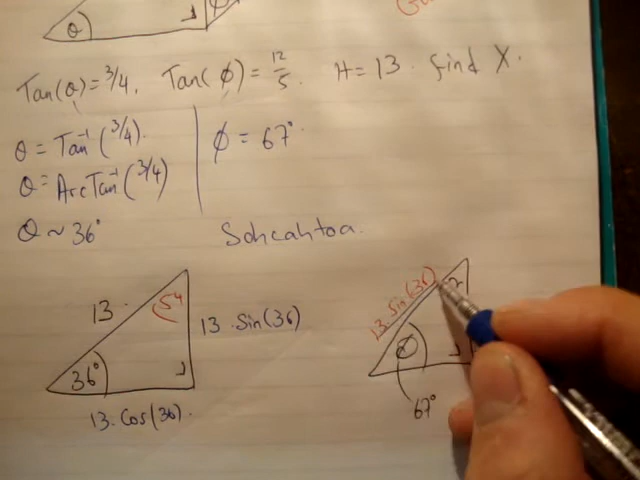 θ
Tan(θ) = 3/4, Tan(ϕ) = 12/5. H = 13. find X.
θ = Tan⁻¹(3/4).
θ = ArcTan⁻¹(3/4)
θ ~ 36°
ϕ = 67°
Sohcahtoa.
13.
54
36°
13.Sin(36)
13.Cos(36).
13.Sin(36)
ϕ
67°